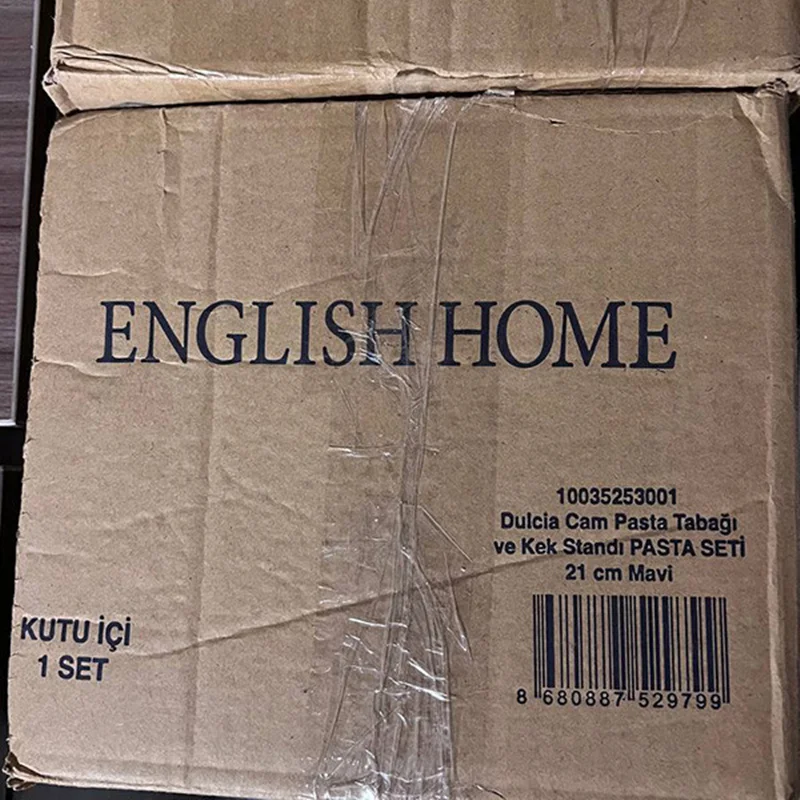 ENGLISH HOME
10035253001
Dulcia Cam Pasta Tabağı
ve Kek Standı PASTA SETİ
21 cm Mavi
8 680887 529799
KUTU İÇİ
1 SET